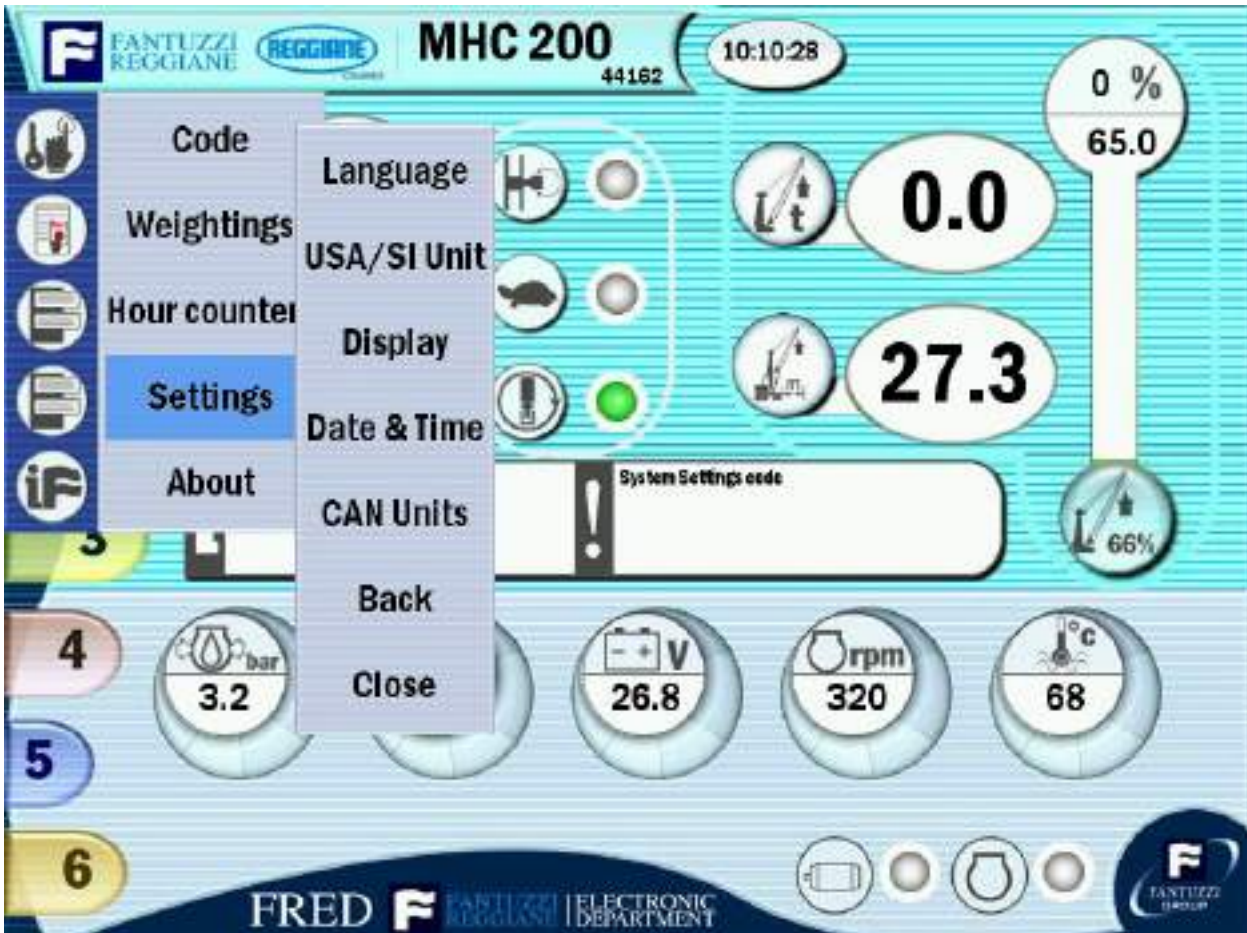 FANTUZZI
REGGIANE
REGGIANE
MHC 200
44162
10:10:28
0 %
65.0
Code
Weightings
Hour counter
Settings
About
Language
USA/SI Unit
Display
Date & Time
CAN Units
Back
Close
t
0.0
m
27.3
System Settings code
66%
3
4
5
6
bar
3.2
V
26.8
rpm
320
°C
68
FRED
FANTUZZI
REGGIANE
ELECTRONIC
DEPARTMENT
FANTUZZI
GROUP